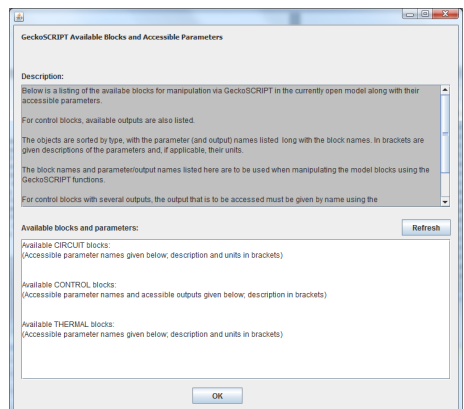 GeckoSCRIPT Available Blocks and Accessible Parameters
Description:
Below is a listing of the availabe blocks for manipulation via GeckoSCRIPT in the currently open model along with their
accessible parameters.
For control blocks, available outputs are also listed.
The objects are sorted by type, with the parameter (and output) names listed long with the block names. In brackets are
given descriptions of the parameters and, if applicable, their units.
The block names and parameter/output names listed here are to be used when manipulating the model blocks using the
GeckoSCRIPT functions.
For control blocks with several outputs, the output that is to be accessed must be given by name using the
Available blocks and parameters:
Refresh
Available CIRCUIT blocks:
(Accessible parameter names given below; description and units in brackets)
Available CONTROL blocks:
(Accessible parameter names and acessible outputs given below; description in brackets)
Available THERMAL blocks:
(Accessible parameter names given below; description and units in brackets)
OK